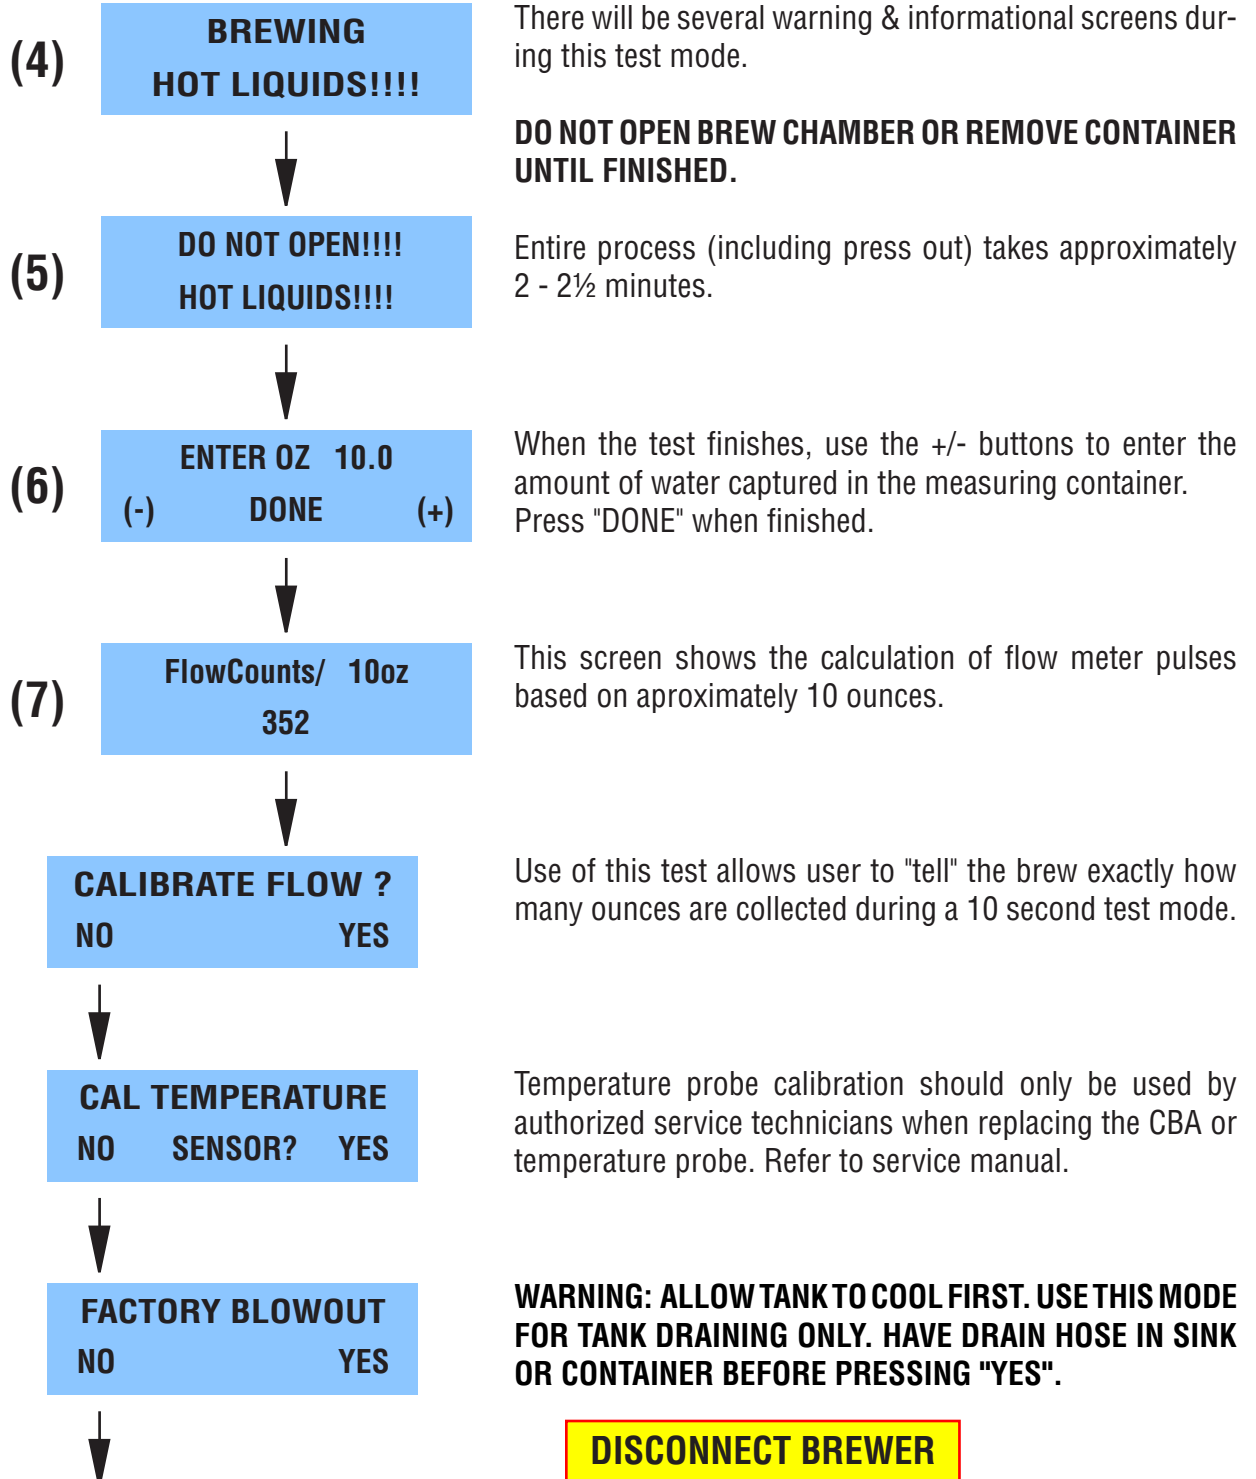 (4)
BREWING
HOT LIQUIDS!!!!
There will be several warning & informational screens dur-
ing this test mode.
DO NOT OPEN BREW CHAMBER OR REMOVE CONTAINER
UNTIL FINISHED.
(5)
DO NOT OPEN!!!!
HOT LIQUIDS!!!!
Entire process (including press out) takes approximately
2 - 2½ minutes.
(6)
ENTER OZ 10.0
(-) DONE (+)
When the test finishes, use the +/- buttons to enter the
amount of water captured in the measuring container.
Press "DONE" when finished.
(7)
FlowCounts/ 10oz
352
This screen shows the calculation of flow meter pulses
based on aproximately 10 ounces.
CALIBRATE FLOW ?
NO YES
Use of this test allows user to "tell" the brew exactly how
many ounces are collected during a 10 second test mode.
CAL TEMPERATURE
NO SENSOR? YES
Temperature probe calibration should only be used by
authorized service technicians when replacing the CBA or
temperature probe. Refer to service manual.
FACTORY BLOWOUT
NO YES
WARNING: ALLOW TANK TO COOL FIRST. USE THIS MODE
FOR TANK DRAINING ONLY. HAVE DRAIN HOSE IN SINK
OR CONTAINER BEFORE PRESSING "YES".
DISCONNECT BREWER